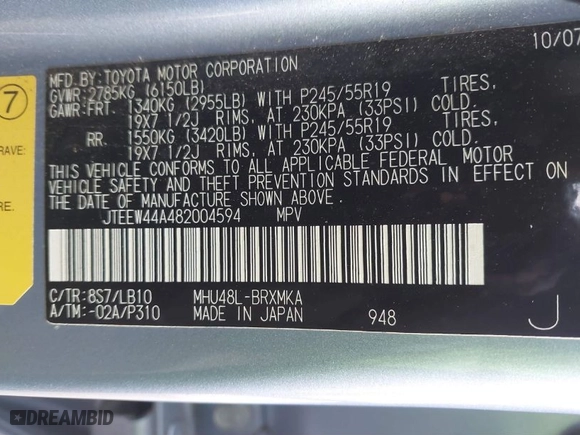 10/07
MFD.BY:TOYOTA MOTOR CORPORATION
GVWR:2785KG (6150LB)
GAWR:FRT. 1340KG (2955LB) WITH P245/55R19 TIRES,
19X7 1/2J RIMS, AT 230KPA (33PSI) COLD.
RR. 1550KG (3420LB) WITH P245/55R19 TIRES,
19X7 1/2J RIMS, AT 230KPA (33PSI) COLD.
THIS VEHICLE CONFORMS TO ALL APPLICABLE FEDERAL MOTOR
VEHICLE SAFETY AND THEFT PREVENTION STANDARDS IN EFFECT ON
THE DATE OF MANUFACTURE SHOWN ABOVE.
JTEEW44A482004594 MPV
C/TR:8S7/LB10 MHU48L-BRXMKA
A/TM:-02A/P310 MADE IN JAPAN 948 J
7
RAVE:
RE:
DREAMBID